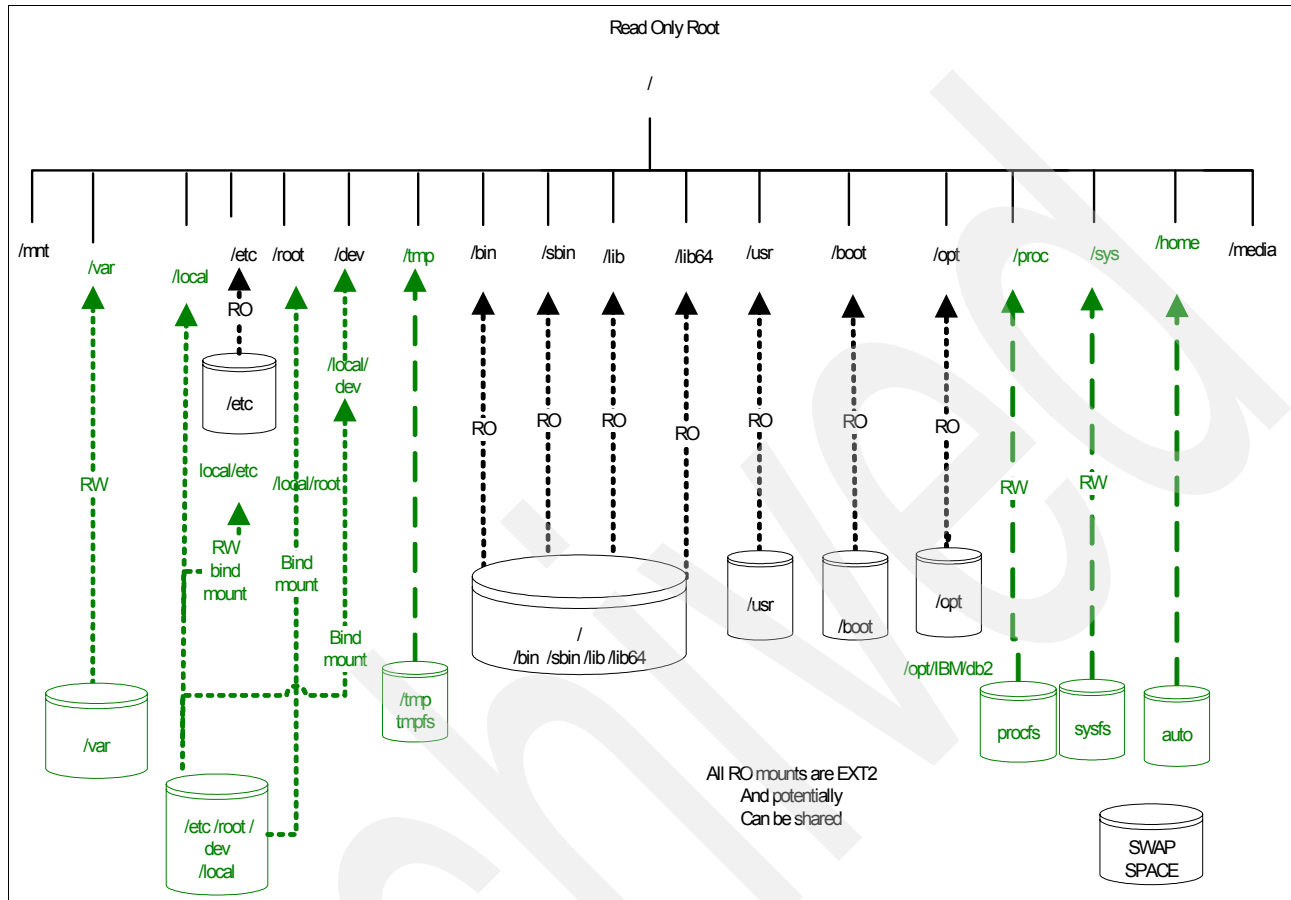 Read Only Root
/
/mnt
/var
/local
/etc
/root
/dev
/tmp
/bin
/sbin
/lib
/lib64
/usr
/boot
/opt
/proc
/sys
/home
/media
RO
/etc
/local/
dev
local/etc
/local/root
RW
RW
bind
mount
Bind
mount
Bind
mount
RO
RO
RO
RO
RO
RO
RO
RW
RW
/
/bin /sbin /lib /lib64
/usr
/boot
/opt
/opt/IBM/db2
/tmp
tmpfs
procfs
sysfs
auto
/var
/etc /root /
dev
/local
All RO mounts are EXT2
And potentially
Can be shared
SWAP
SPACE